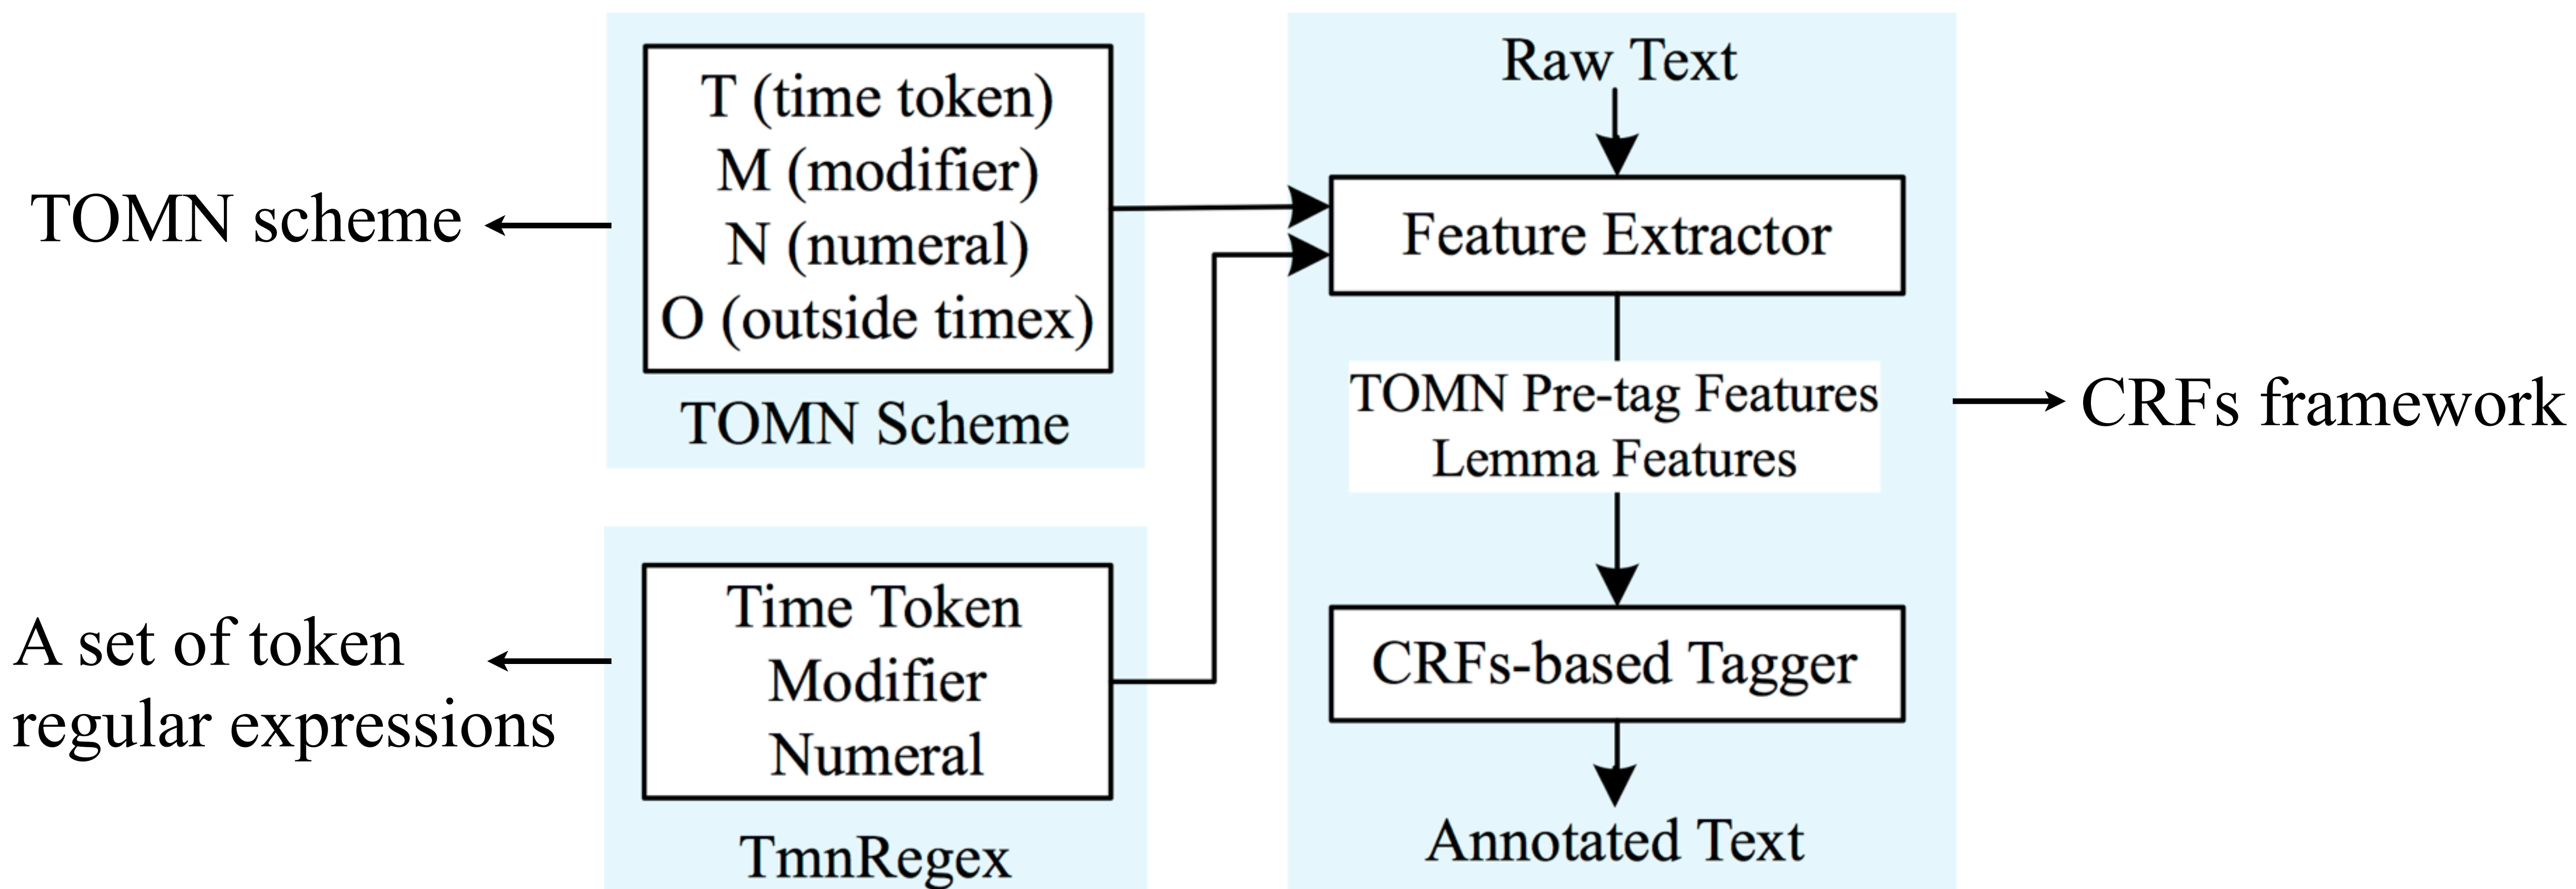 TOMN scheme
T (time token)
M (modifier)
N (numeral)
O (outside timex)
TOMN Scheme
A set of token
regular expressions
Time Token
Modifier
Numeral
TmnRegex
Raw Text
Feature Extractor
TOMN Pre-tag Features
Lemma Features
CRFs-based Tagger
Annotated Text
CRFs framework